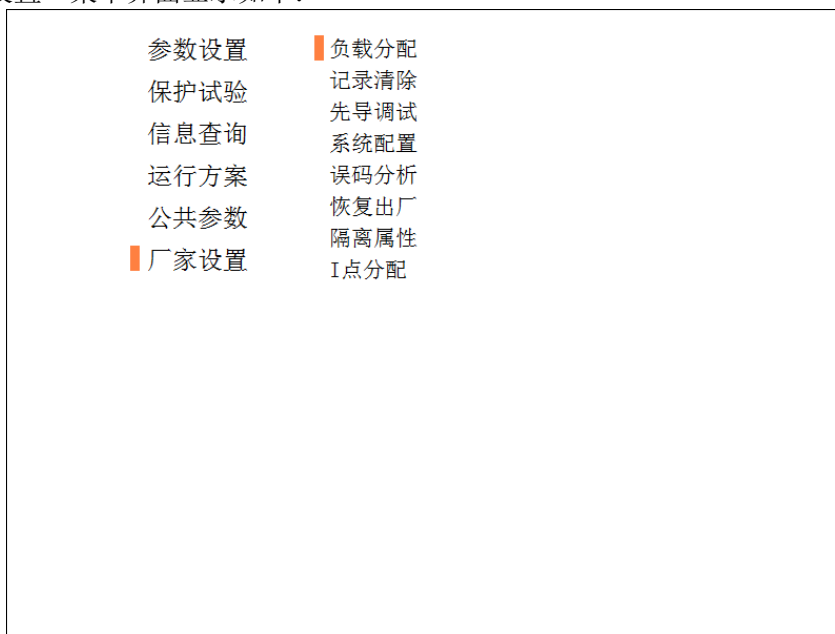 参数设置
保护试验
信息查询
运行方案
公共参数
厂家设置
负载分配
记录清除
先导调试
系统配置
误码分析
恢复出厂
隔离属性
I点分配